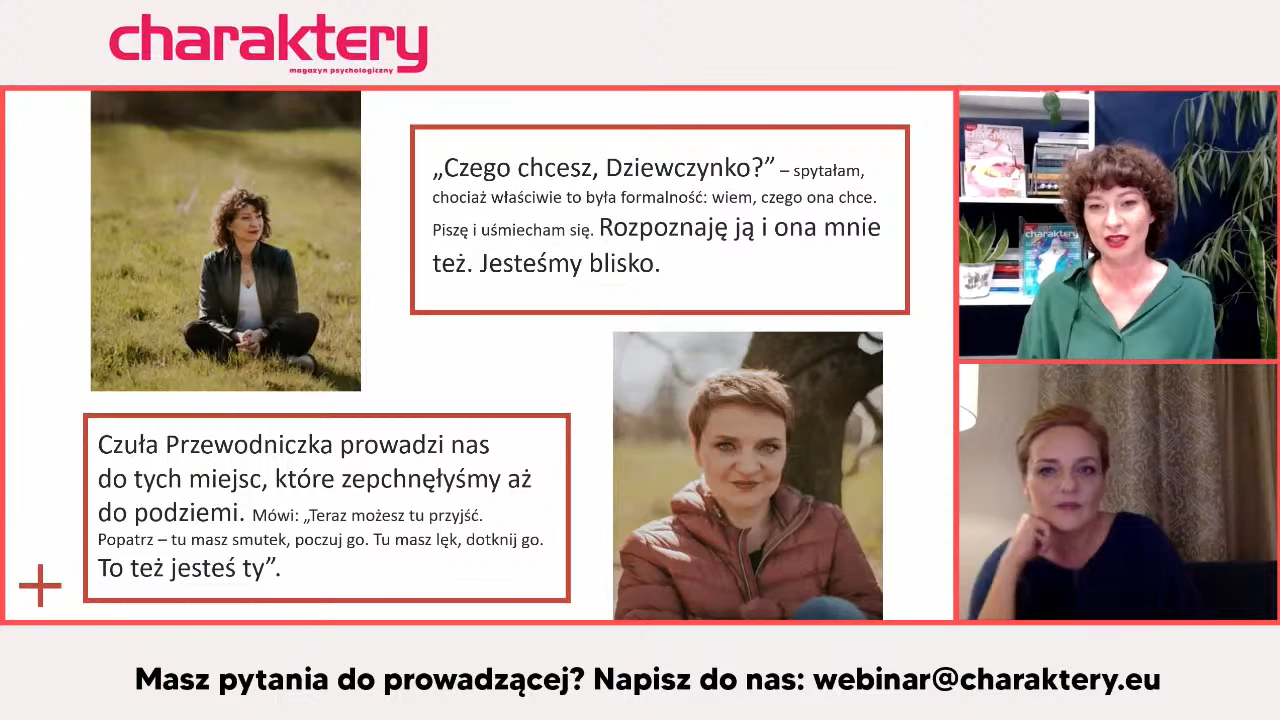 charaktery
magazyn psychologiczny
„Czego chcesz, Dziewczynko?” – spytałam,
chociaż właściwie to była formalność: wiem, czego ona chce.
Piszę i uśmiecham się. Rozpoznaję ją i ona mnie
też. Jesteśmy blisko.
Czuła Przewodniczka prowadzi nas
do tych miejsc, które zepchnęłyśmy aż
do podziemi. Mówi: „Teraz możesz tu przyjść.
Popatrz – tu masz smutek, poczuj go. Tu masz lęk, dotknij go.
To też jesteś ty”.
charaktery
Masz pytania do prowadzącej? Napisz do nas: webinar@charaktery.eu